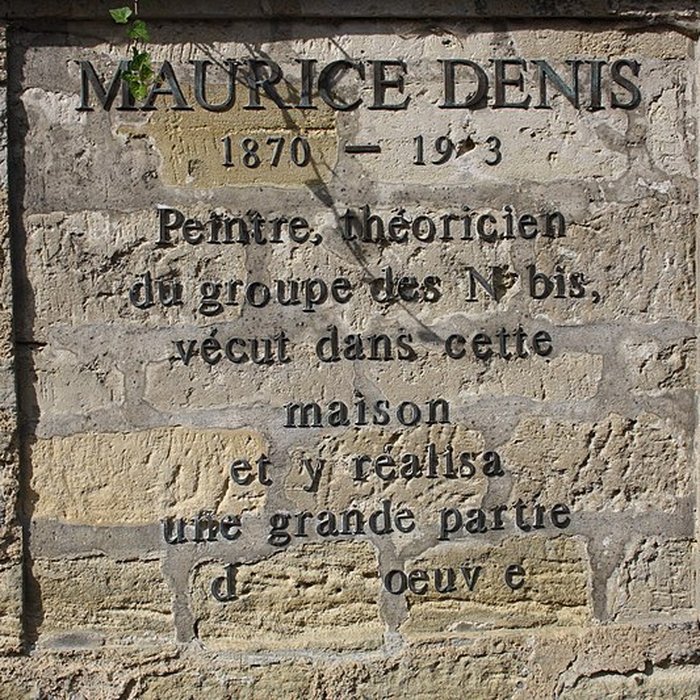 MAURICE DENIS
1870 - 19 3
Peintre, théoricien
du groupe des N bis,
vécut dans cette
maison
et y réalisa
une grande partie
d oeuv e